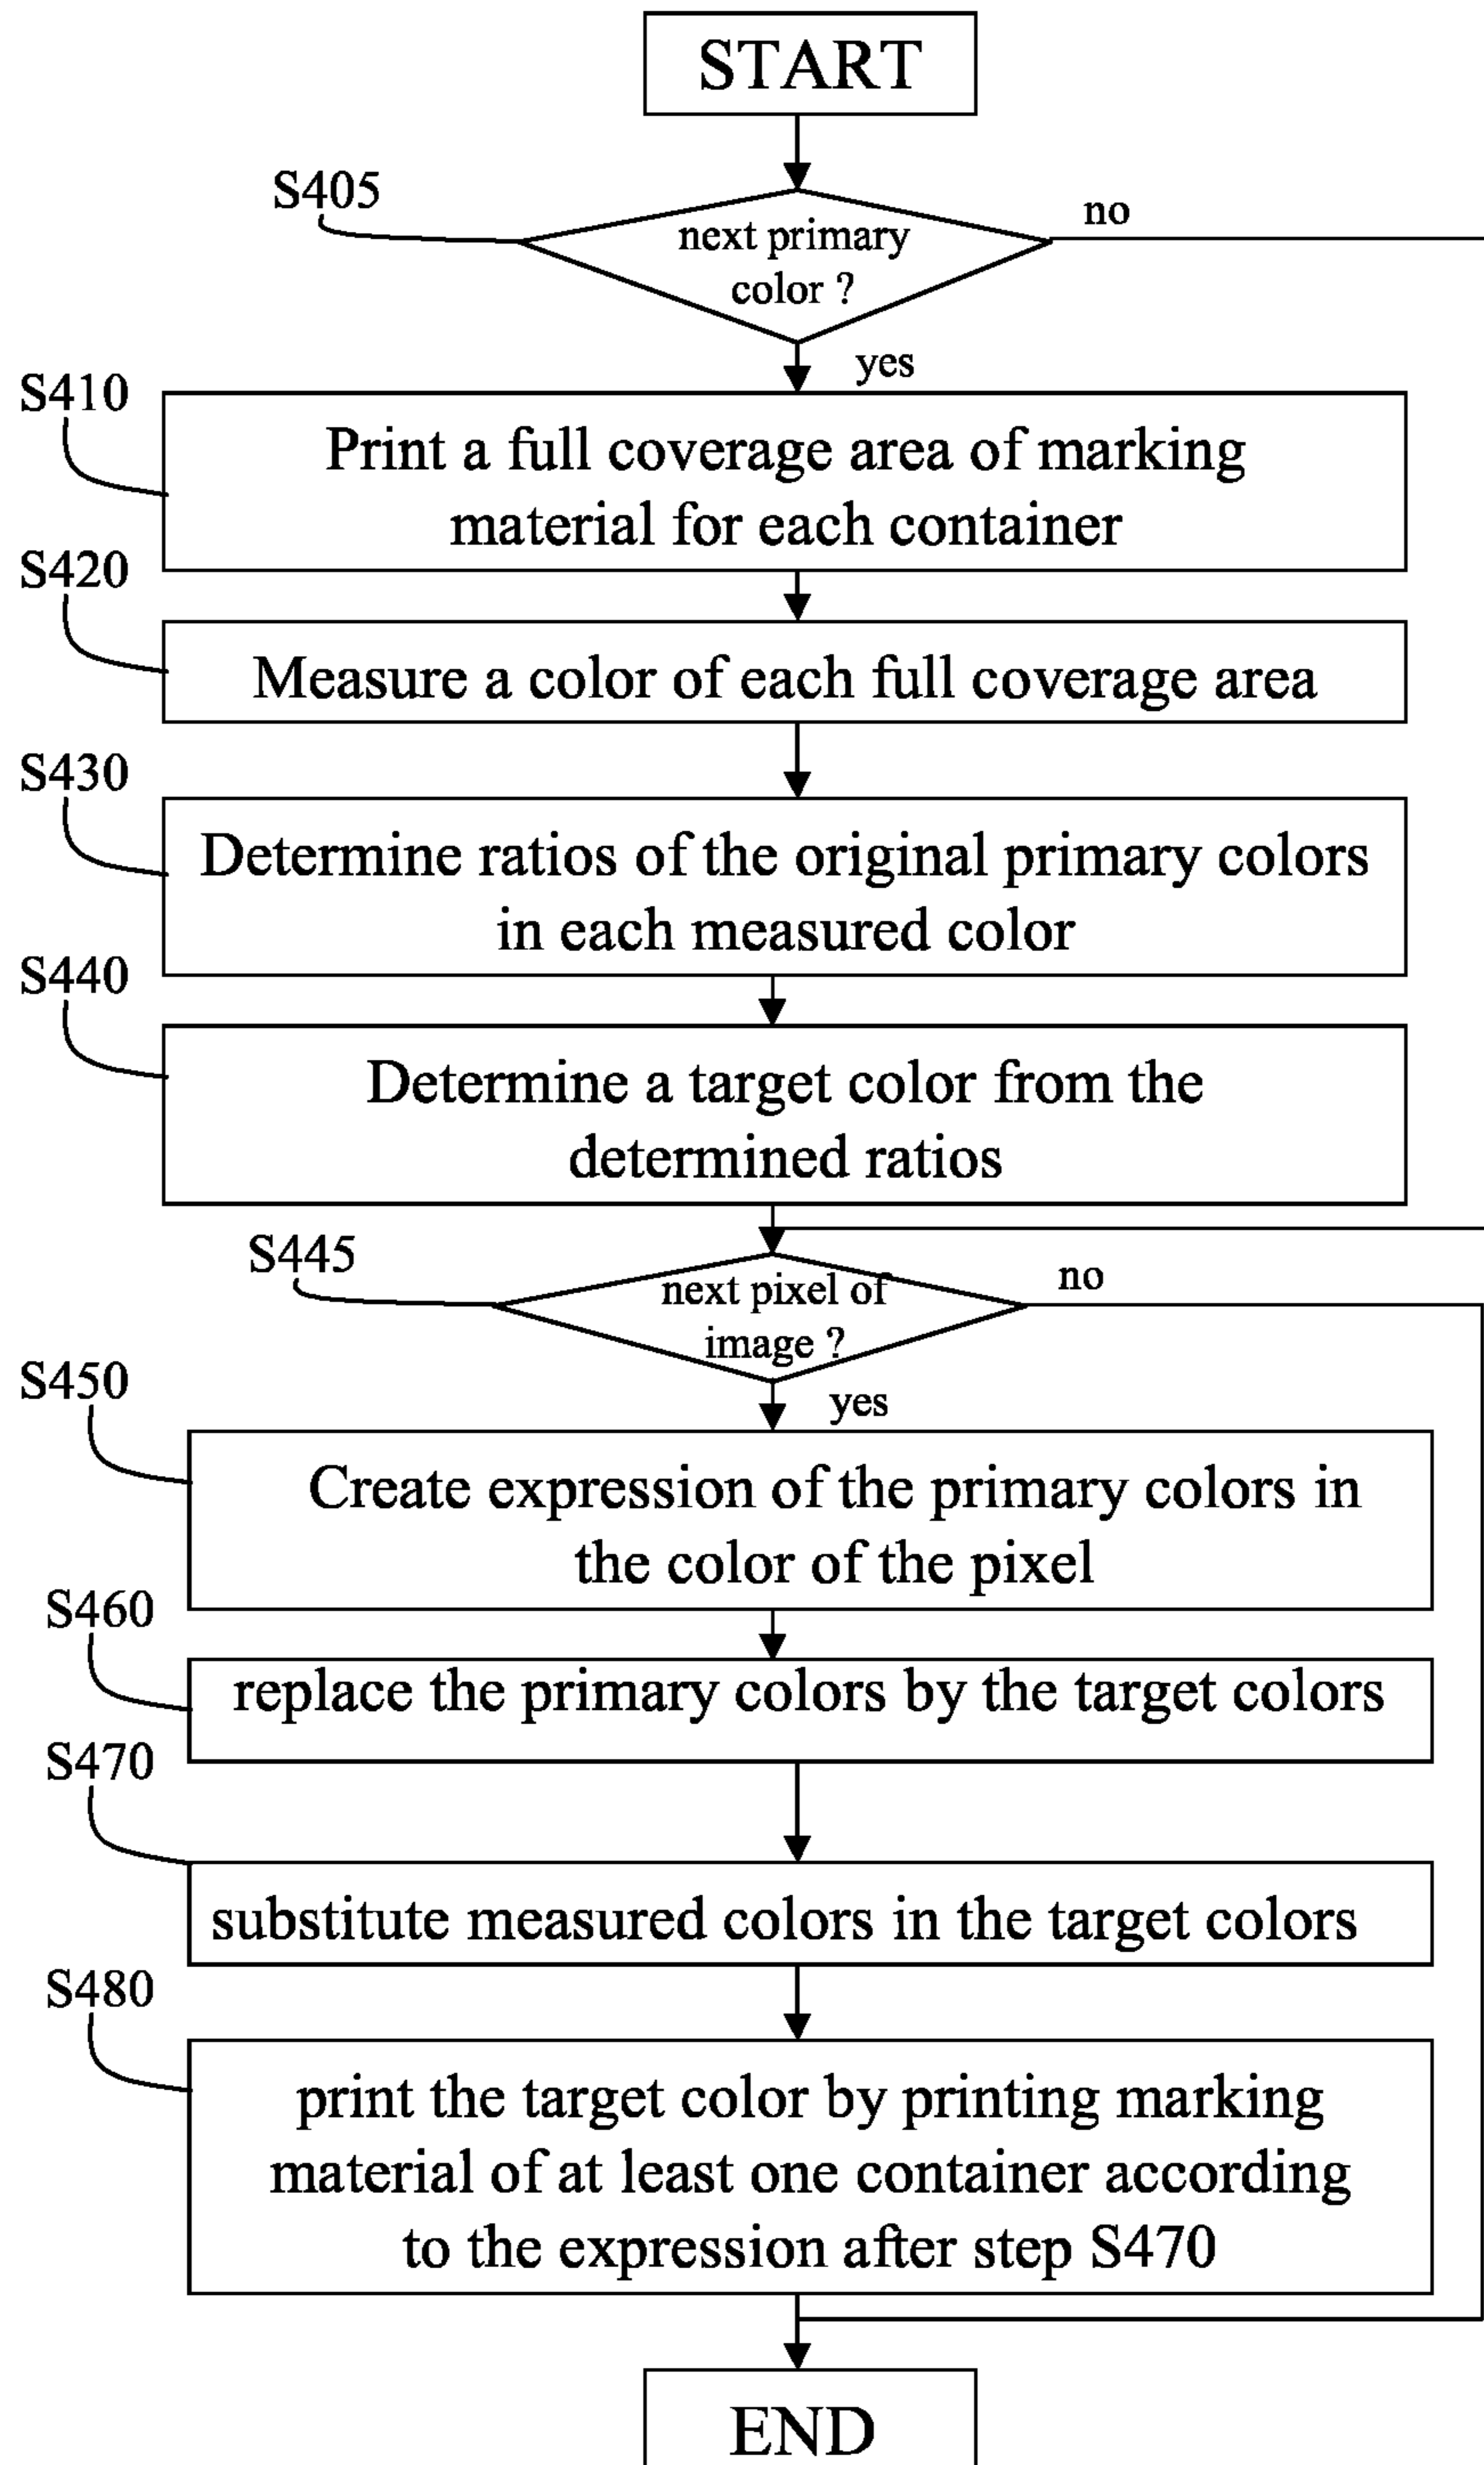 START
S405
next primary
color ?
no
yes
S410
Print a full coverage area of marking
material for each container
S420
Measure a color of each full coverage area
S430
Determine ratios of the original primary colors
in each measured color
S440
Determine a target color from the
determined ratios
S445
next pixel of
image ?
no
yes
S450
Create expression of the primary colors in
the color of the pixel
S460
replace the primary colors by the target colors
S470
substitute measured colors in the target colors
S480
print the target color by printing marking
material of at least one container according
to the expression after step S470
END